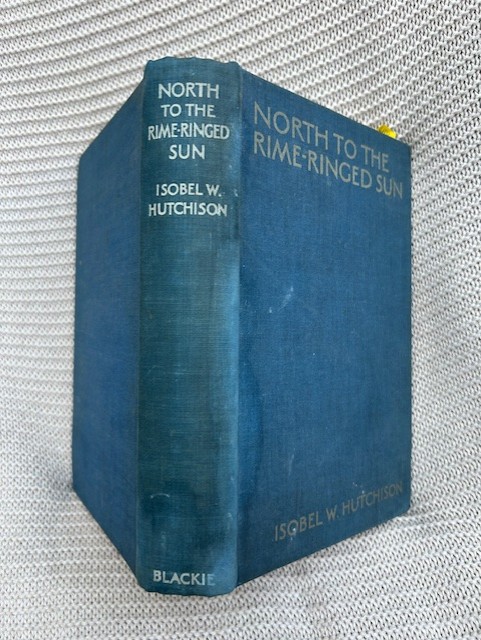 NORTH
TO THE
RIME-RINGED
SUN
ISOBEL W.
HUTCHISON
BLACKIE
NORTH TO THE
RIME-RINGED SUN
ISOBEL W. HUTCHISON